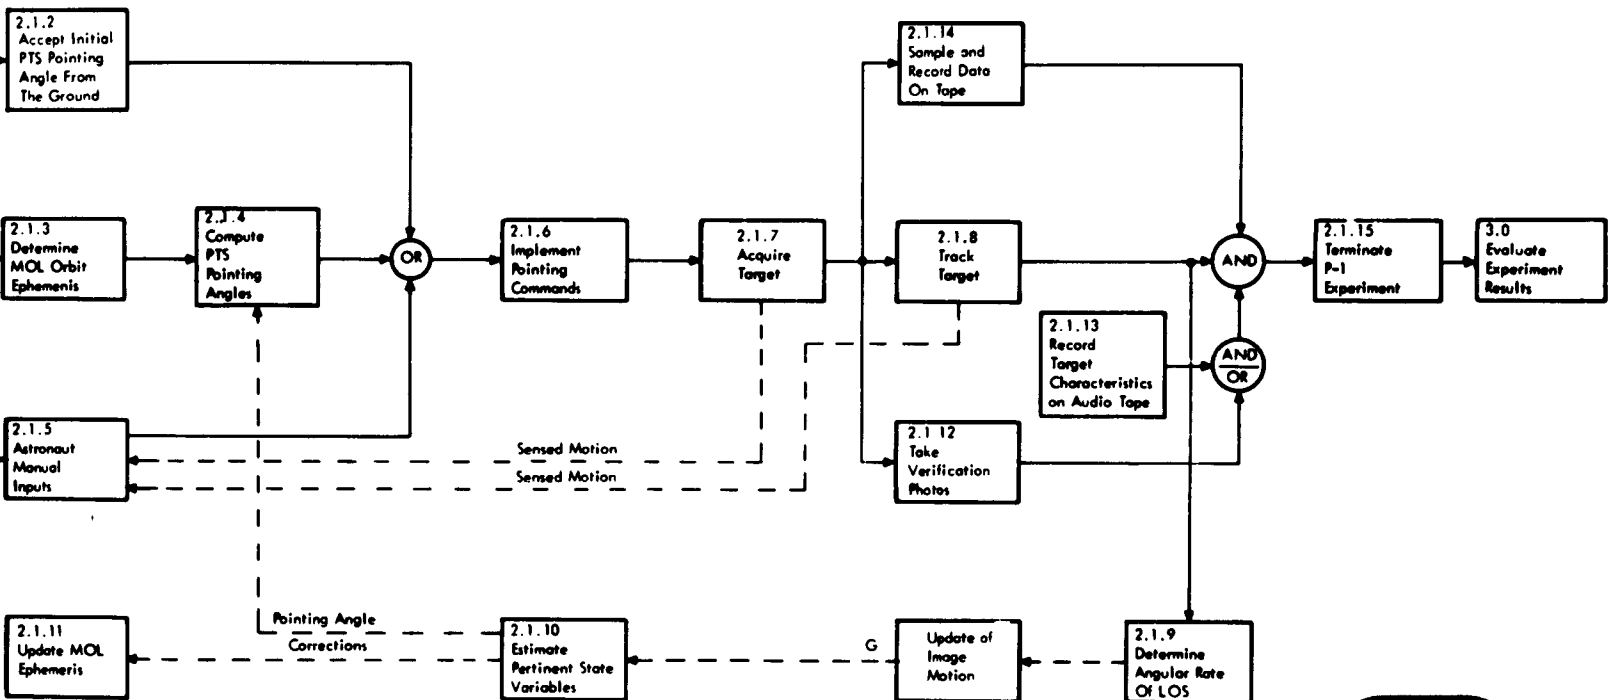 2.1.2
Accept Initial
PTS Pointing
Angle From
The Ground
2.1.14
Sample and
Record Data
On Tape
2.1.3
Determine
MOL Orbit
Ephemenis
2.1.4
Compute
PTS
Pointing
Angles
OR
2.1.6
Implement
Pointing
Commands
2.1.7
Acquire
Target
2.1.8
Track
Target
AND
2.1.15
Terminate
P-1
Experiment
3.0
Evaluate
Experiment
Results
2.1.13
Record
Target
Characteristics
on Audio Tape
AND
OR
2.1.5
Astronaut
Manual
Inputs
Sensed Motion
Sensed Motion
2.1 12
Take
Verification
Photos
2.1.11
Update MOL
Ephemeris
Pointing Angle
Corrections
2.1.10
Estimate
Pertinent State
Variables
G
Update of
Image
Motion
2.1.9
Determine
Angular Rate
Of LOS